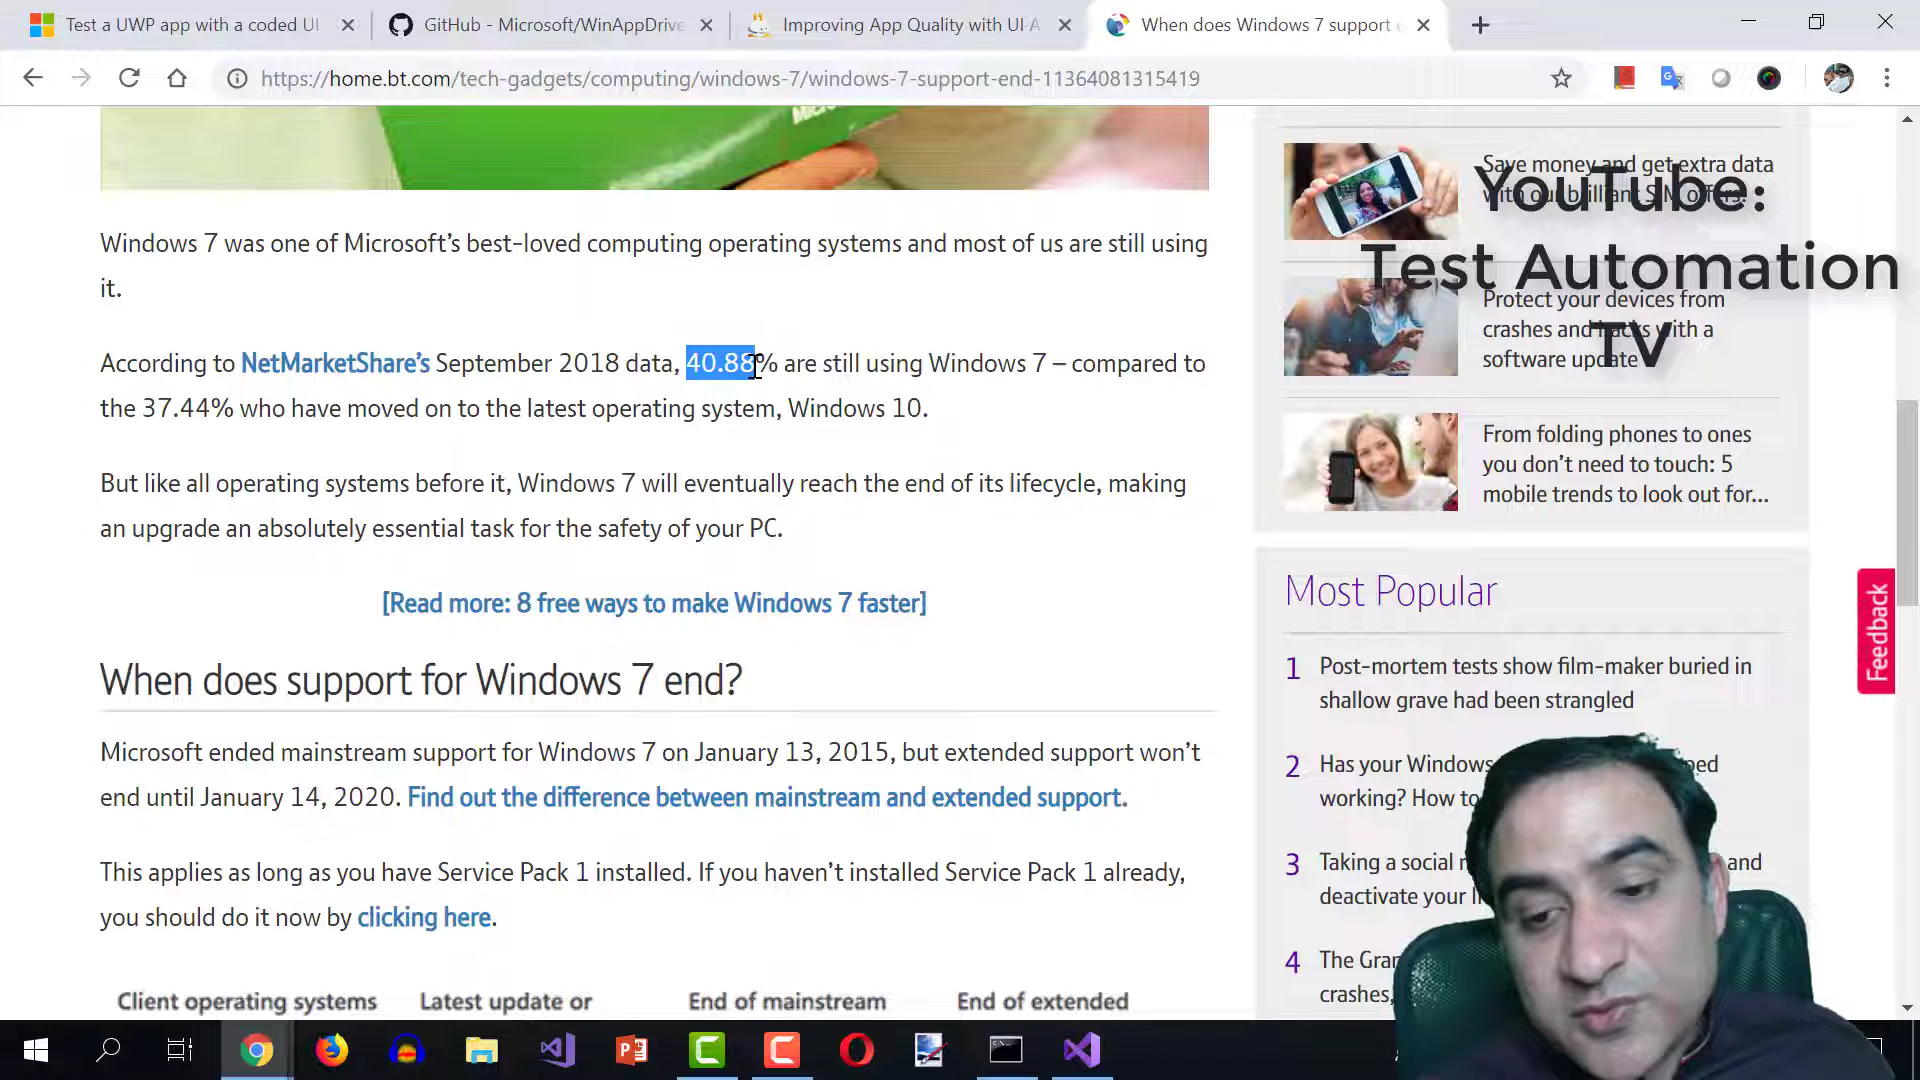 Test a UWP app with a coded UI
GitHub - Microsoft/WinAppDrive
Improving App Quality with UI A
When does Windows 7 support e
https://home.bt.com/tech-gadgets/computing/windows-7/windows-7-support-end-11364081315419
Windows 7 was one of Microsoft's best-loved computing operating systems and most of us are still using
it.
According to NetMarketShare's September 2018 data, 40.88% are still using Windows 7 – compared to
the 37.44% who have moved on to the latest operating system, Windows 10.
But like all operating systems before it, Windows 7 will eventually reach the end of its lifecycle, making
an upgrade an absolutely essential task for the safety of your PC.
[Read more: 8 free ways to make Windows 7 faster]
When does support for Windows 7 end?
Microsoft ended mainstream support for Windows 7 on January 13, 2015, but extended support won't
end until January 14, 2020. Find out the difference between mainstream and extended support.
This applies as long as you have Service Pack 1 installed. If you haven't installed Service Pack 1 already,
you should do it now by clicking here.
Client operating systems Latest update or End of mainstream End of extended
Save money and get extra data
with our brilliant SIM offers.
YouTube:
Test Automation
TV
Protect your devices from
crashes and hacks with a
software update
From folding phones to ones
you don't need to touch: 5
mobile trends to look out for...
Most Popular
1 Post-mortem tests show film-maker buried in
shallow grave had been strangled
2 Has your Windows
working? How to
3 Taking a social and
deactivate your
4 The
crashes,
Feedback